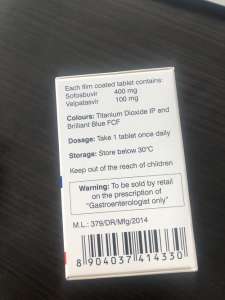 Each film coated tablet contains:
Sofosbuvir 400 mg
Velpatasvir 100 mg
Colours: Titanium Dioxide IP and
Brilliant Blue FCF
Dosage: Take 1 tablet once daily
Storage: Store below 30°C
Keep out of the reach of children
Warning: To be sold by retail
on the prescription of
"Gastroenterologist only"
M.L.: 379/DR/Mfg/2014
8 904037 414330